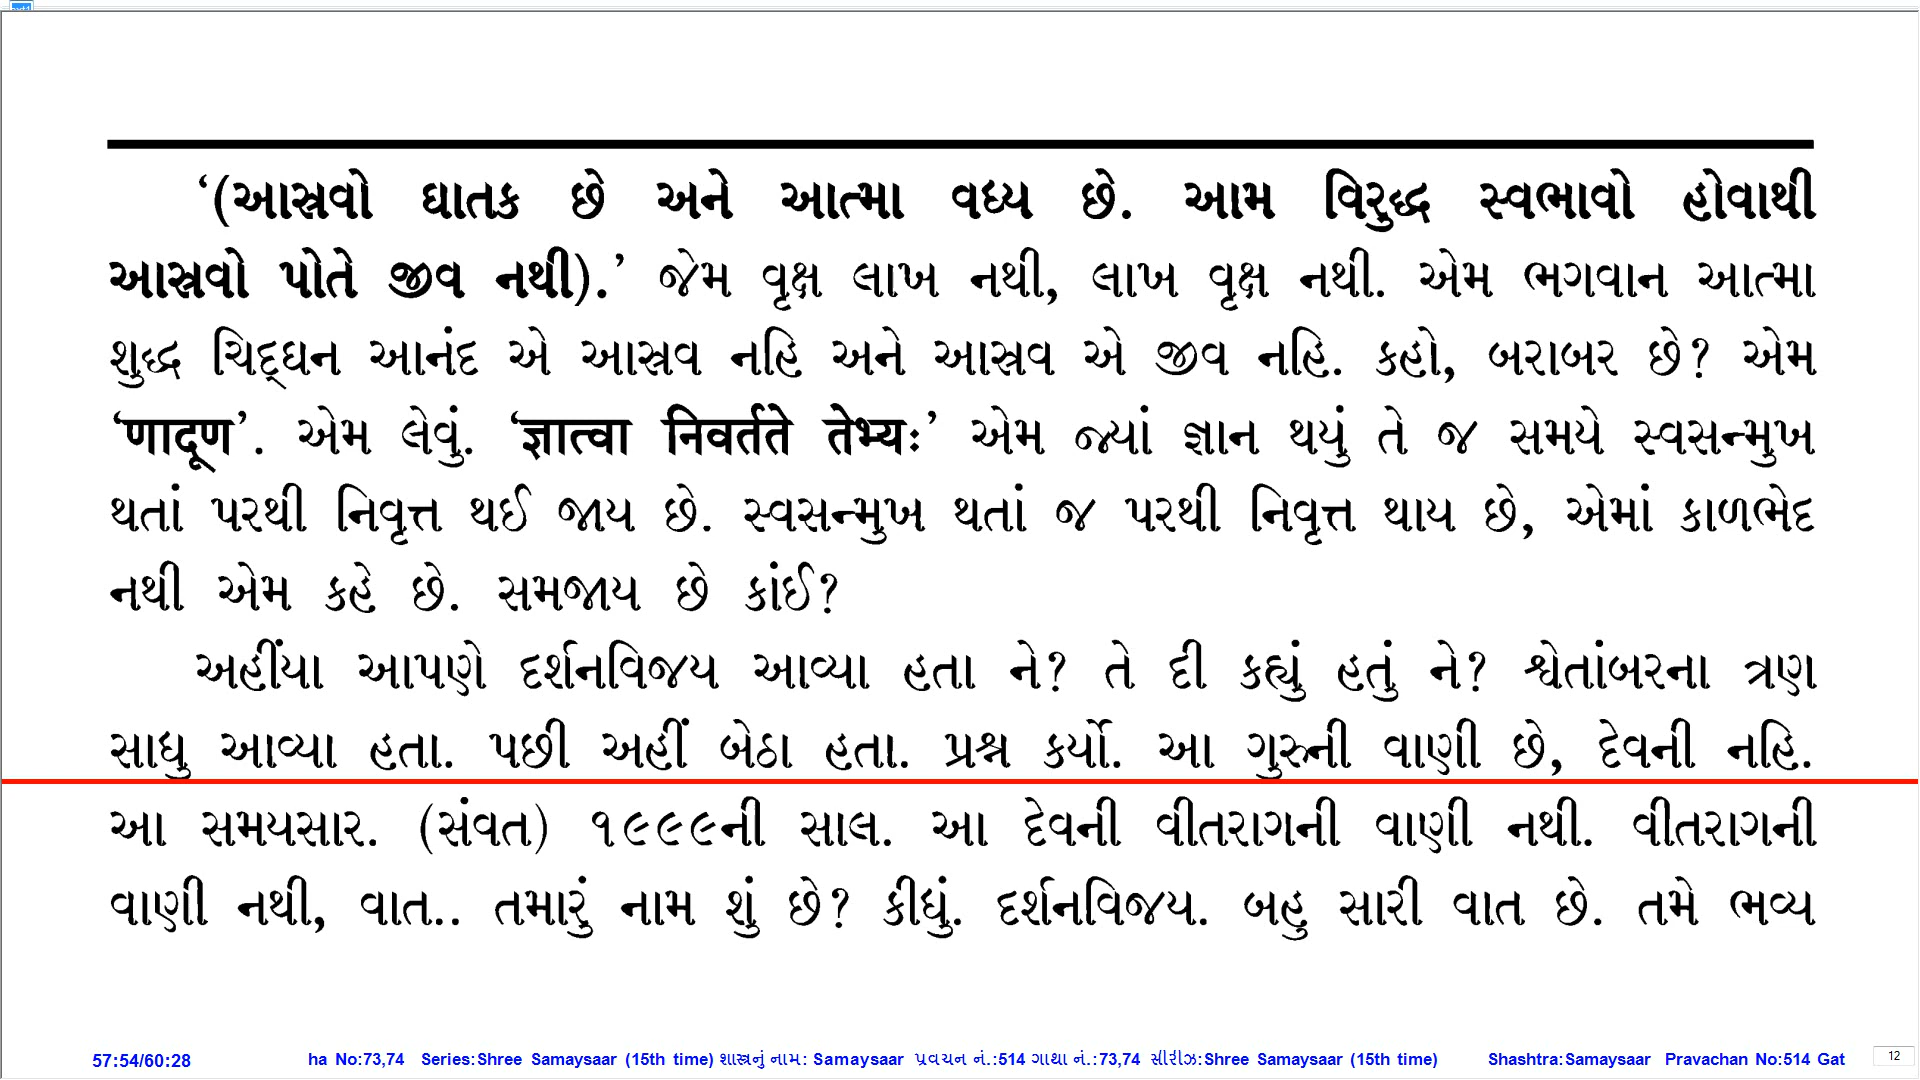 ‘(આસ્રવો ઘાતક છે અને આત્મા વધ્ય છે. આમ વિરુદ્ધ સ્વભાવો હોવાથી
આસ્રવો પોતે જીવ નથી).’ જેમ વૃક્ષ લાખ નથી, લાખ વૃક્ષ નથી. એમ ભગવાન આત્મા
શુદ્ધ ચિદ્ઘન આનંદ એ આસ્રવ નહિ અને આસ્રવ એ જીવ નહિ. કહો, બરાબર છે? એમ
‘णादूण’. એમ લેવું. ‘ज्ञात्वा निवर्तते तेभ्यः’ એમ જ્યાં જ્ઞાન થયું તે જ સમયે સ્વસન્મુખ
થતાં પરથી નિવૃત્ત થઈ જાય છે. સ્વસન્મુખ થતાં જ પરથી નિવૃત્ત થાય છે, એમાં કાળભેદ
નથી એમ કહે છે. સમજાય છે કાંઈ?
અહીંયા આપણે દર્શનવિજય આવ્યા હતા ને? તે દી કહ્યું હતું ને? શ્વેતાંબરના ત્રણ
સાધુ આવ્યા હતા. પછી અહીં બેઠા હતા. પ્રશ્ન કર્યો. આ ગુરુની વાણી છે, દેવની નહિ.
આ સમયસાર. (સંવત) ૧૯૯૯ની સાલ. આ દેવની વીતરાગની વાણી નથી. વીતરાગની
વાણી નથી, વાત.. તમારું નામ શું છે? કીધું. દર્શનવિજય. બહુ સારી વાત છે. તમે ભવ્ય
57:54/60:28 ha No:73,74 Series:Shree Samaysaar (15th time) શાસ્ત્રનું નામ: Samaysaar પ્રવચન નં.:514 ગાથા નં.:73,74 સીરીઝ:Shree Samaysaar (15th time) Shashtra:Samaysaar Pravachan No:514 Gat 12